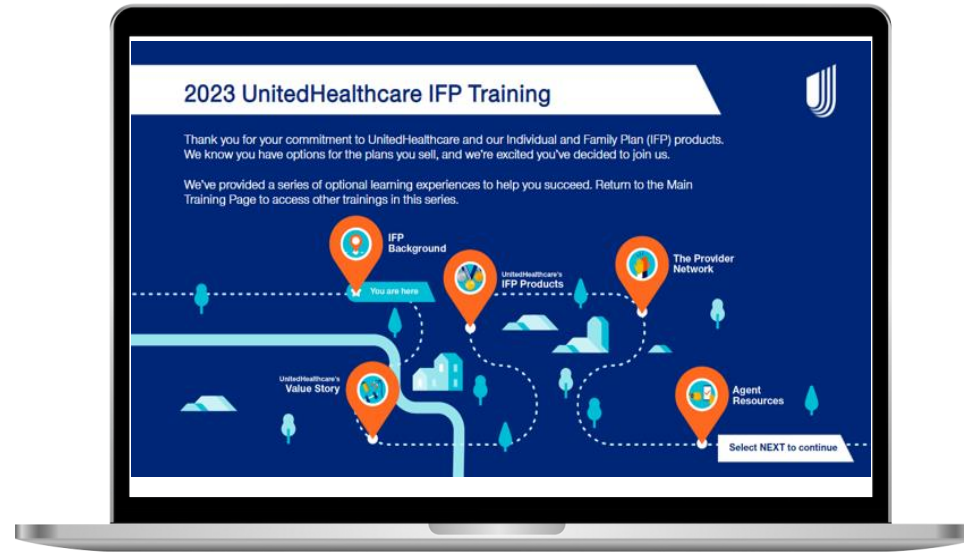 2023 UnitedHealthcare IFP Training
Thank you for your commitment to UnitedHealthcare and our Individual and Family Plan (IFP) products.
We know you have options for the plans you sell, and we're excited you've decided to join us.
We've provided a series of optional learning experiences to help you succeed. Return to the Main
Training Page to access other trainings in this series.
IFP
Background
You are here
UnitedHealthcare's
IFP Products
The Provider
Network
UnitedHealthcare's
Value Story
Agent
Resources
Select NEXT to continue